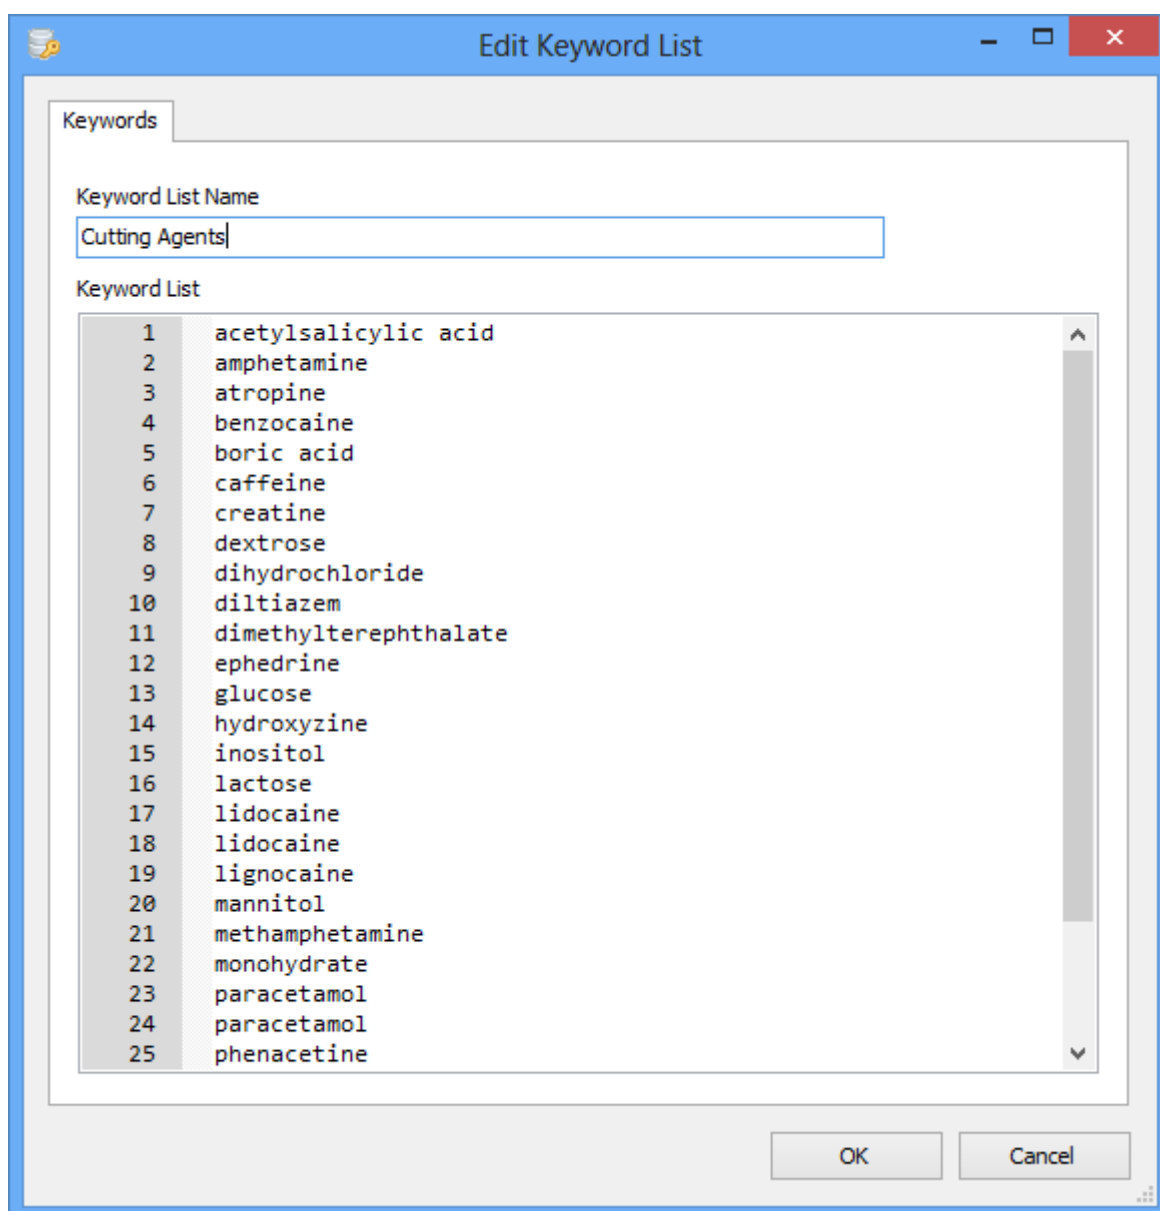 Edit Keyword List
Keywords
Keyword List Name
Cutting Agents
Keyword List
1 acetylsalicylic acid
2 amphetamine
3 atropine
4 benzocaine
5 boric acid
6 caffeine
7 creatine
8 dextrose
9 dihydrochloride
10 diltiazem
11 dimethylterephthalate
12 ephedrine
13 glucose
14 hydroxyzine
15 inositol
16 lactose
17 lidocaine
18 lidocaine
19 lignocaine
20 mannitol
21 methamphetamine
22 monohydrate
23 paracetamol
24 paracetamol
25 phenacetine
OK Cancel